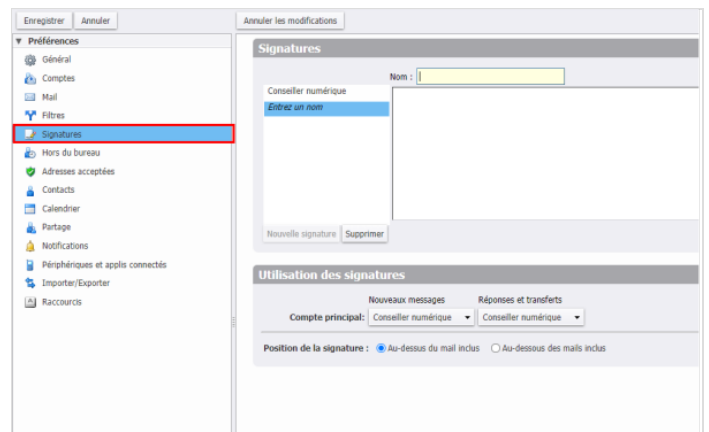 Enregistrer Annuler Annuler les modifications
Préférences
Général
Comptes
Mail
Filtres
Signatures
Hors du bureau
Adresses acceptées
Contacts
Calendrier
Partage
Notifications
Périphériques et applis connectés
Importer/Exporter
Raccourcis
Signatures
Nom :
Conseiller numérique
Entrez un nom
Nouvelle signature Supprimer
Utilisation des signatures
Nouveaux messages Réponses et transferts
Compte principal: Conseiller numérique Conseiller numérique
Position de la signature : Au-dessus du mail inclus Au-dessous des mails inclus